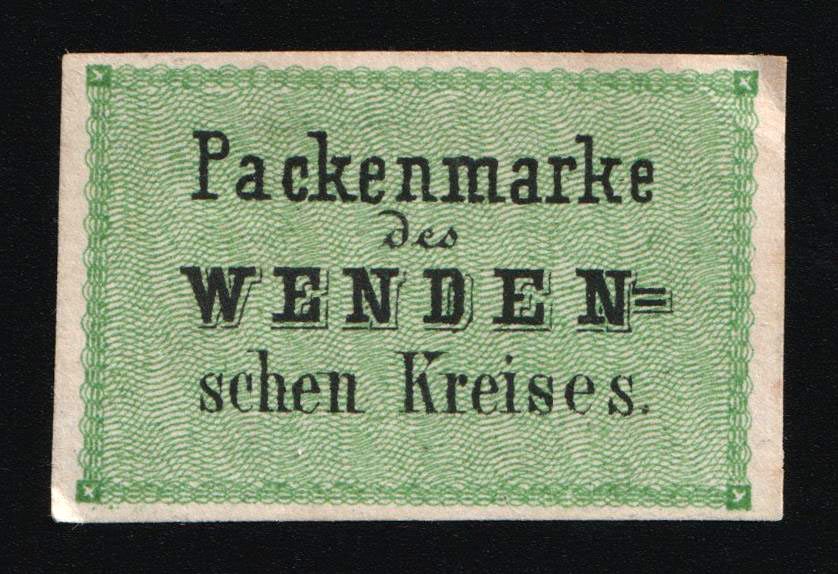 Packenmarke
des
WENDEN=
schen Kreises.